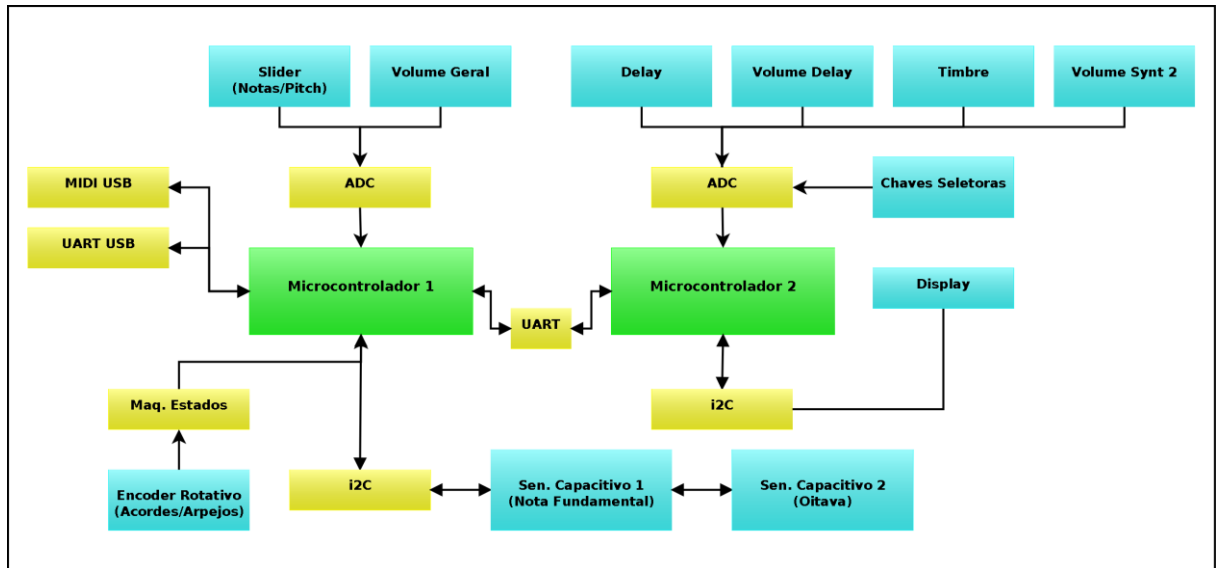 Slider
(Notas/Pitch)
Volume Geral
Delay
Volume Delay
Timbre
Volume Synt 2
MIDI USB
ADC
ADC
Chaves Seletoras
UART USB
Microcontrolador 1
Microcontrolador 2
Display
UART
Maq. Estados
i2C
Encoder Rotativo
(Acordes/Arpejos)
i2C
Sen. Capacitivo 1
(Nota Fundamental)
Sen. Capacitivo 2
(Oitava)